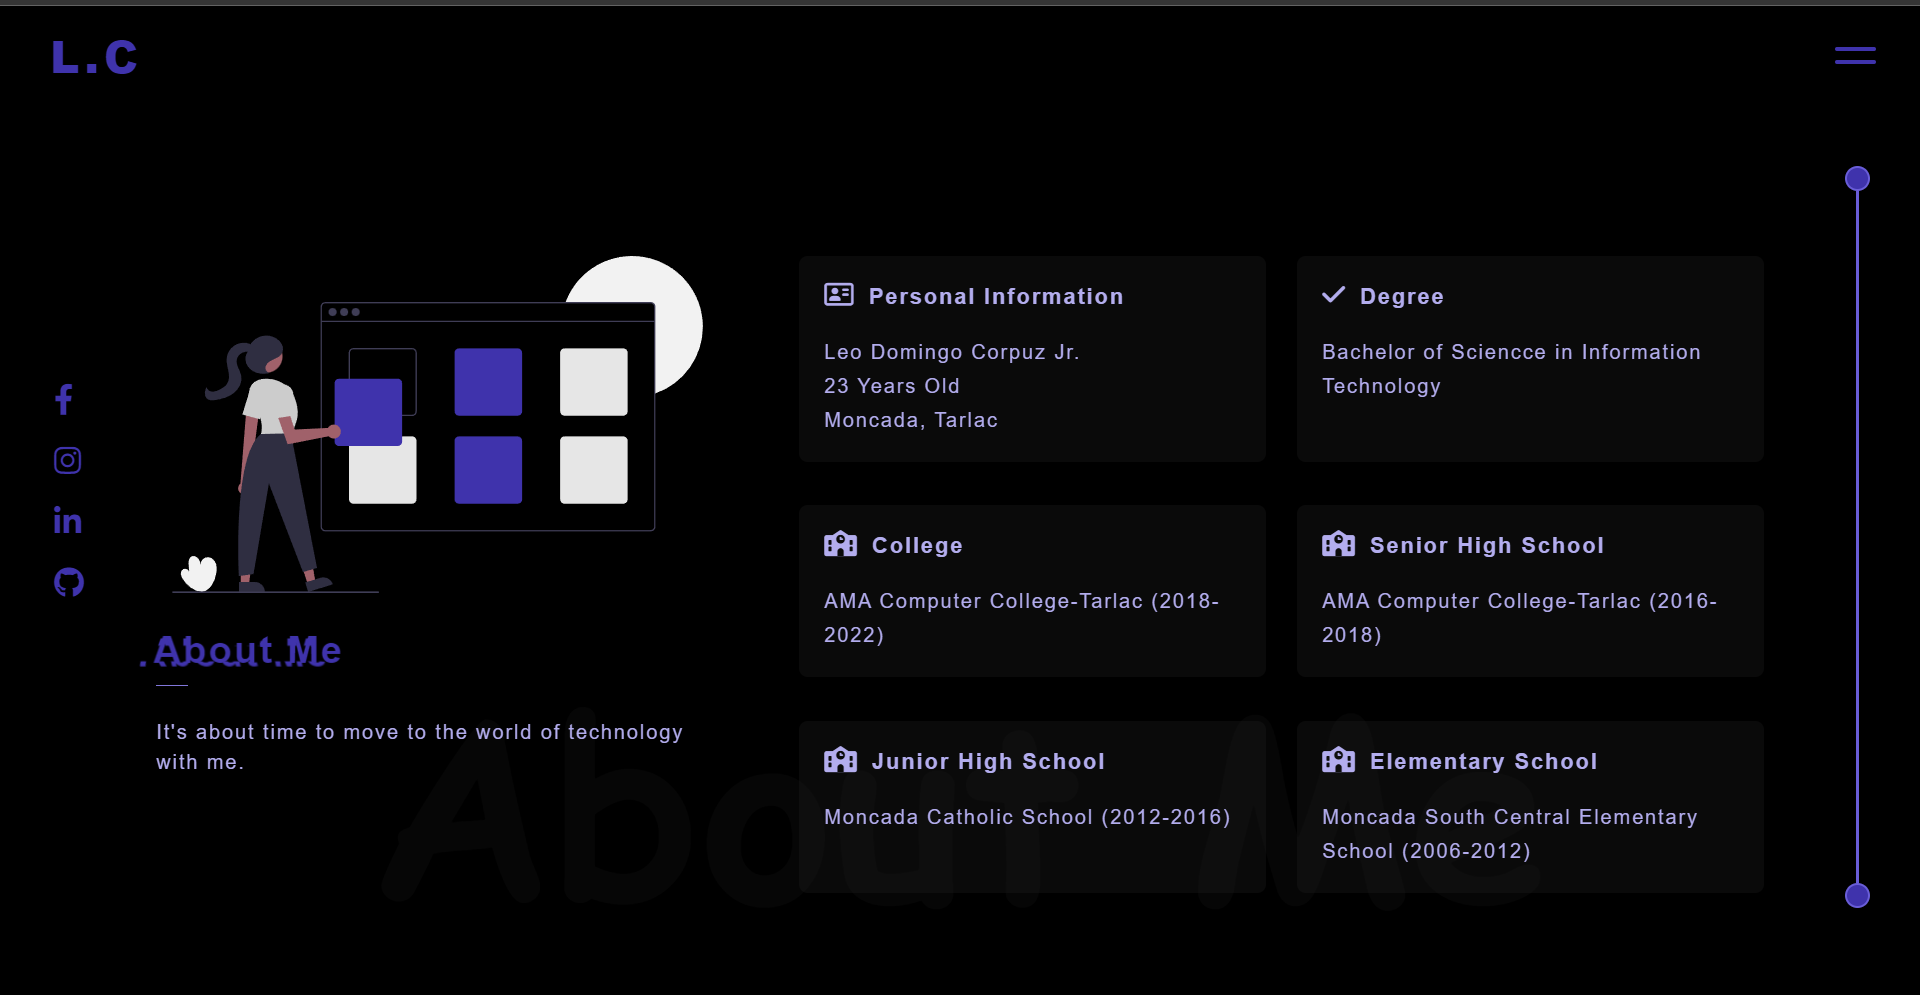 L.C
About Me
It's about time to move to the world of technology
with me.
Personal Information
Leo Domingo Corpuz Jr.
23 Years Old
Moncada, Tarlac
Degree
Bachelor of Sciencce in Information
Technology
College
AMA Computer College-Tarlac (2018-
2022)
Senior High School
AMA Computer College-Tarlac (2016-
2018)
Junior High School
Moncada Catholic School (2012-2016)
Elementary School
Moncada South Central Elementary
School (2006-2012)
About Me